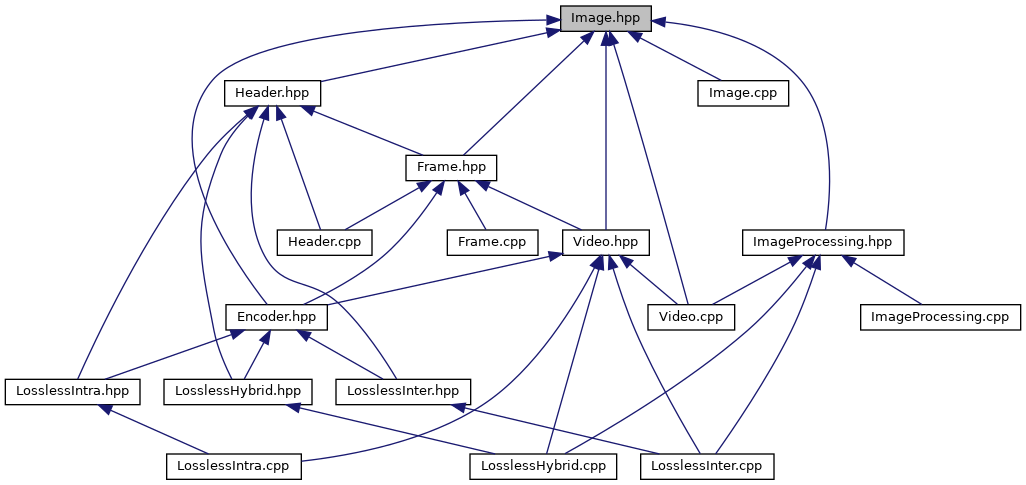 Image.hpp
Header.hpp
Image.cpp
Frame.hpp
Header.cpp
Frame.cpp
Video.hpp
ImageProcessing.hpp
Encoder.hpp
Video.cpp
ImageProcessing.cpp
LosslessIntra.hpp
LosslessHybrid.hpp
LosslessInter.hpp
LosslessIntra.cpp
LosslessHybrid.cpp
LosslessInter.cpp